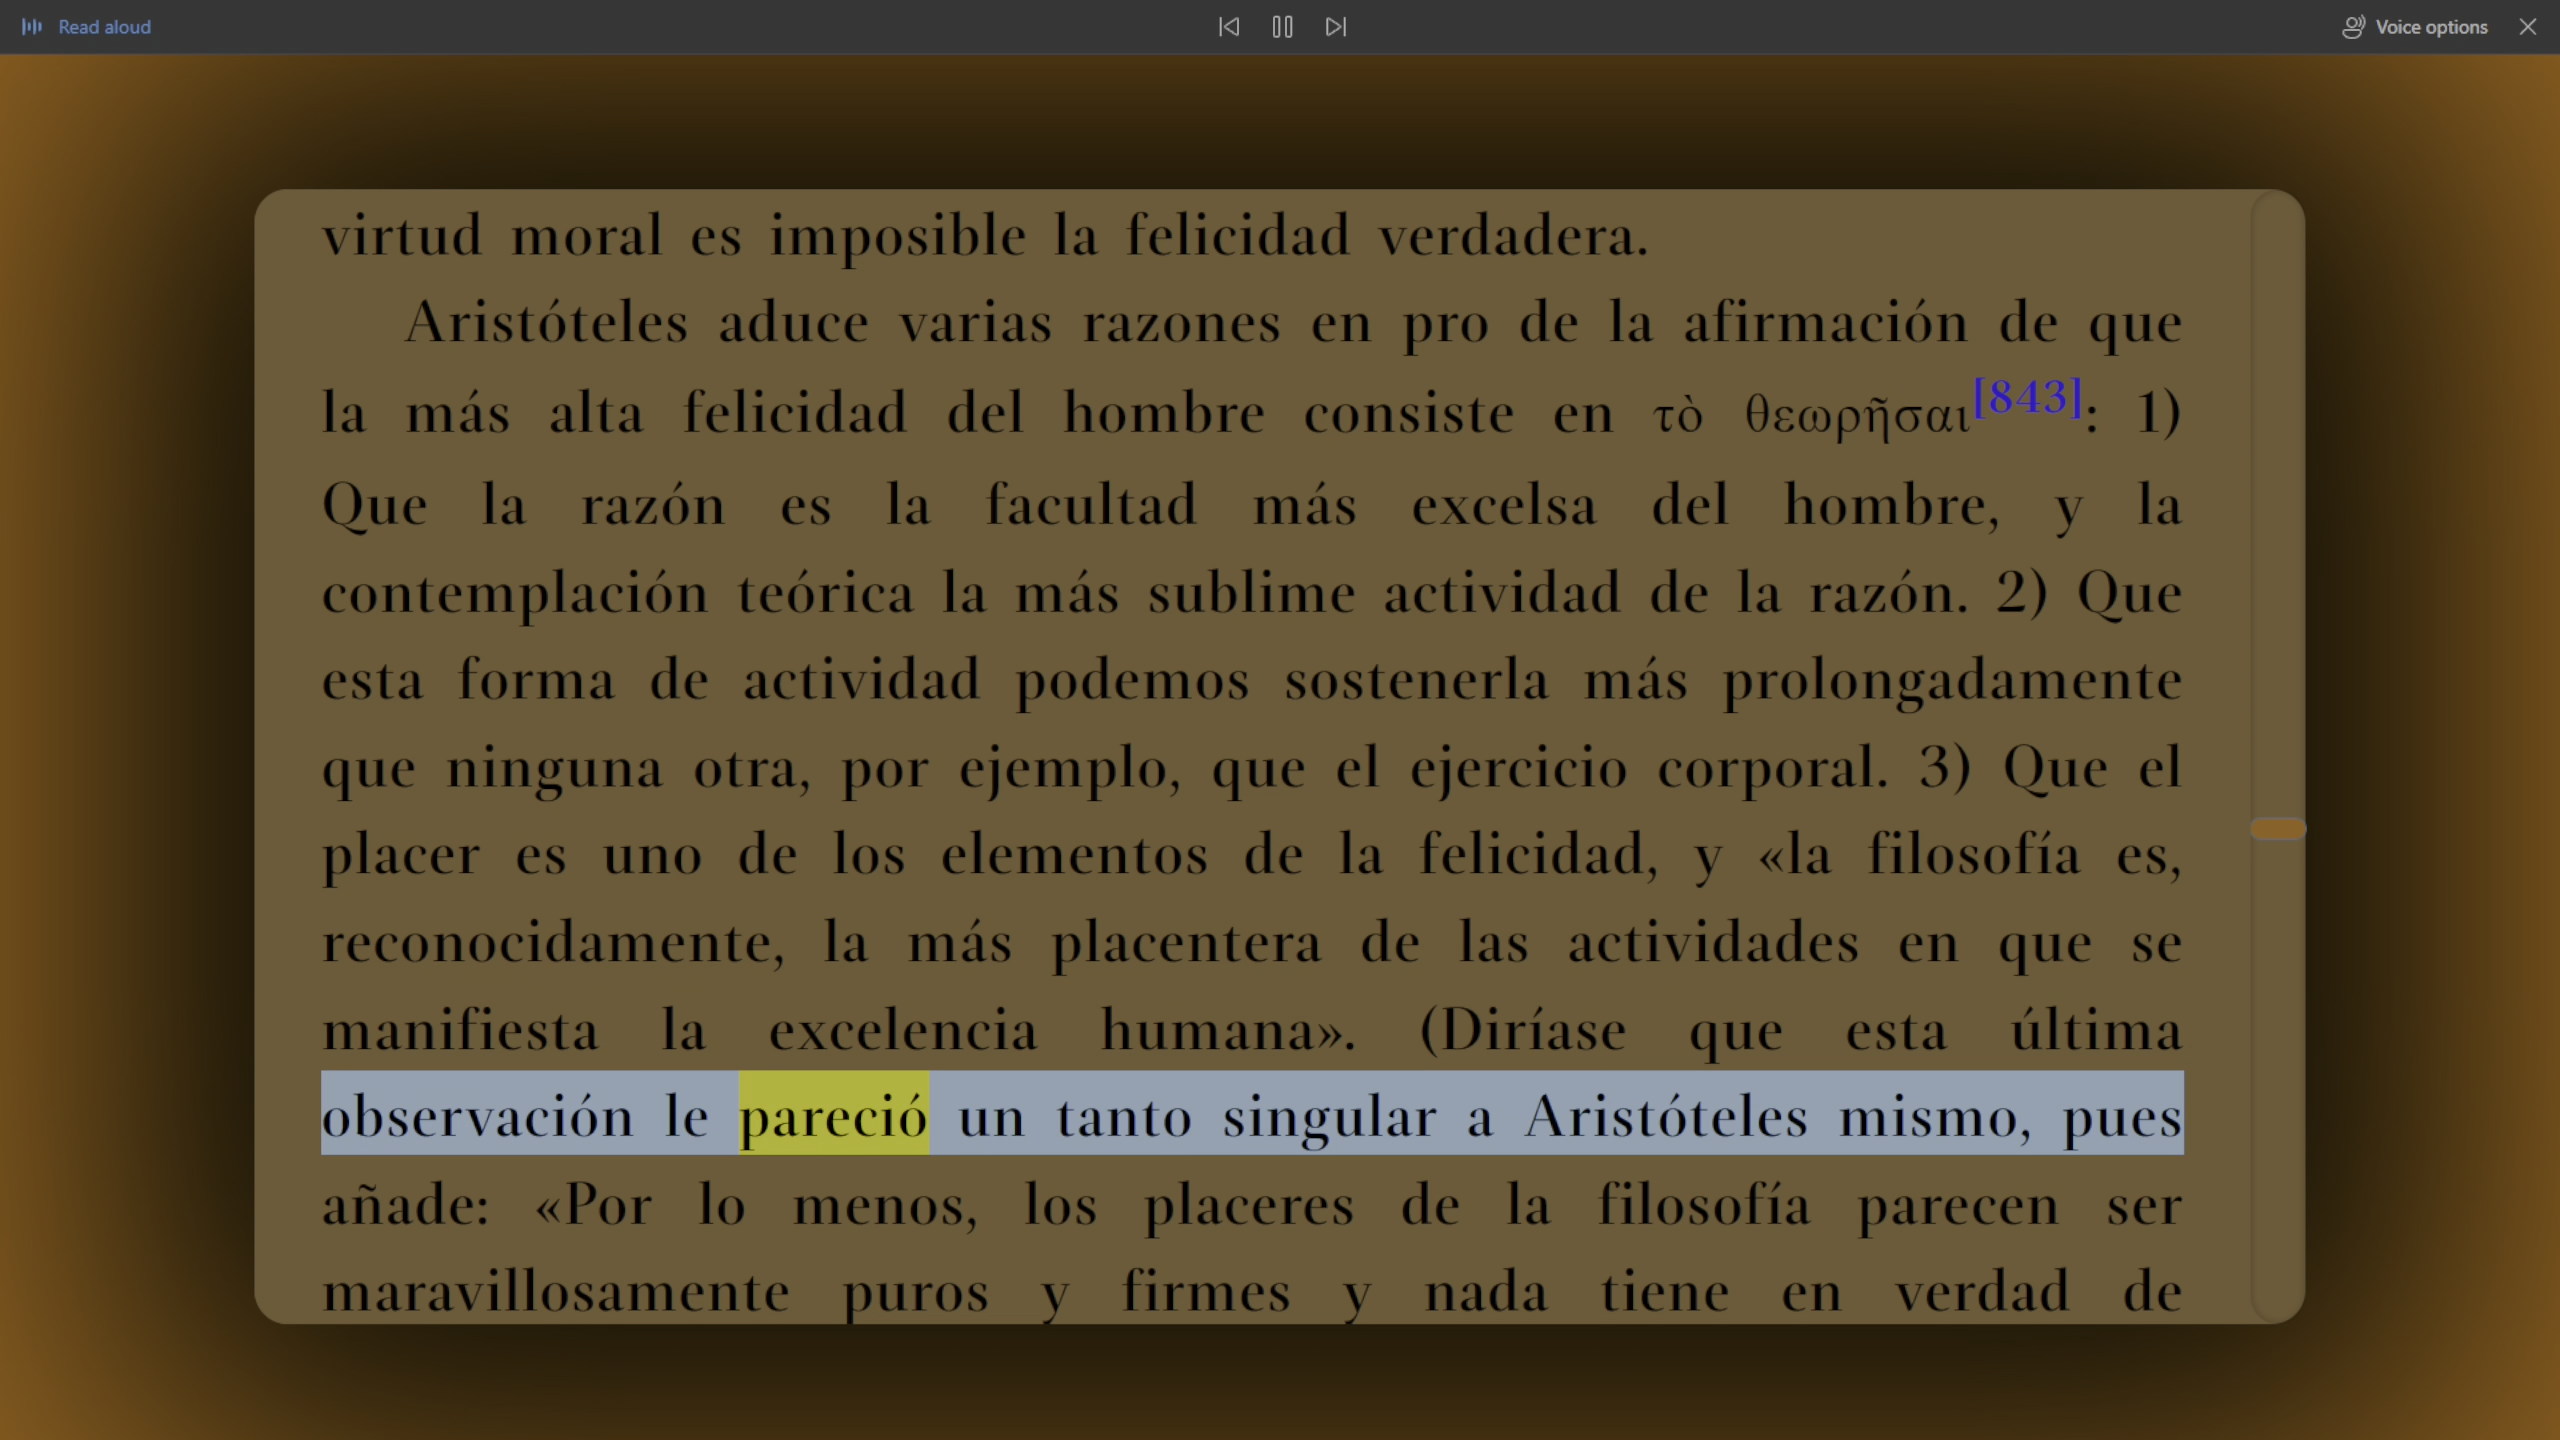 Read aloud
Voice options
virtud moral es imposible la felicidad verdadera.
Aristóteles aduce varias razones en pro de la afirmación de que
la más alta felicidad del hombre consiste en τὸ θεωρῆσαι[843]: 1)
Que la razón es la facultad más excelsa del hombre, y la
contemplación teórica la más sublime actividad de la razón. 2) Que
esta forma de actividad podemos sostenerla más prolongadamente
que ninguna otra, por ejemplo, que el ejercicio corporal. 3) Que el
placer es uno de los elementos de la felicidad, y «la filosofía es,
reconocidamente, la más placentera de las actividades en que se
manifiesta la excelencia humana». (Diríase que esta última
observación le pareció un tanto singular a Aristóteles mismo, pues
añade: «Por lo menos, los placeres de la filosofía parecen ser
maravillosamente puros y firmes y nada tiene en verdad de